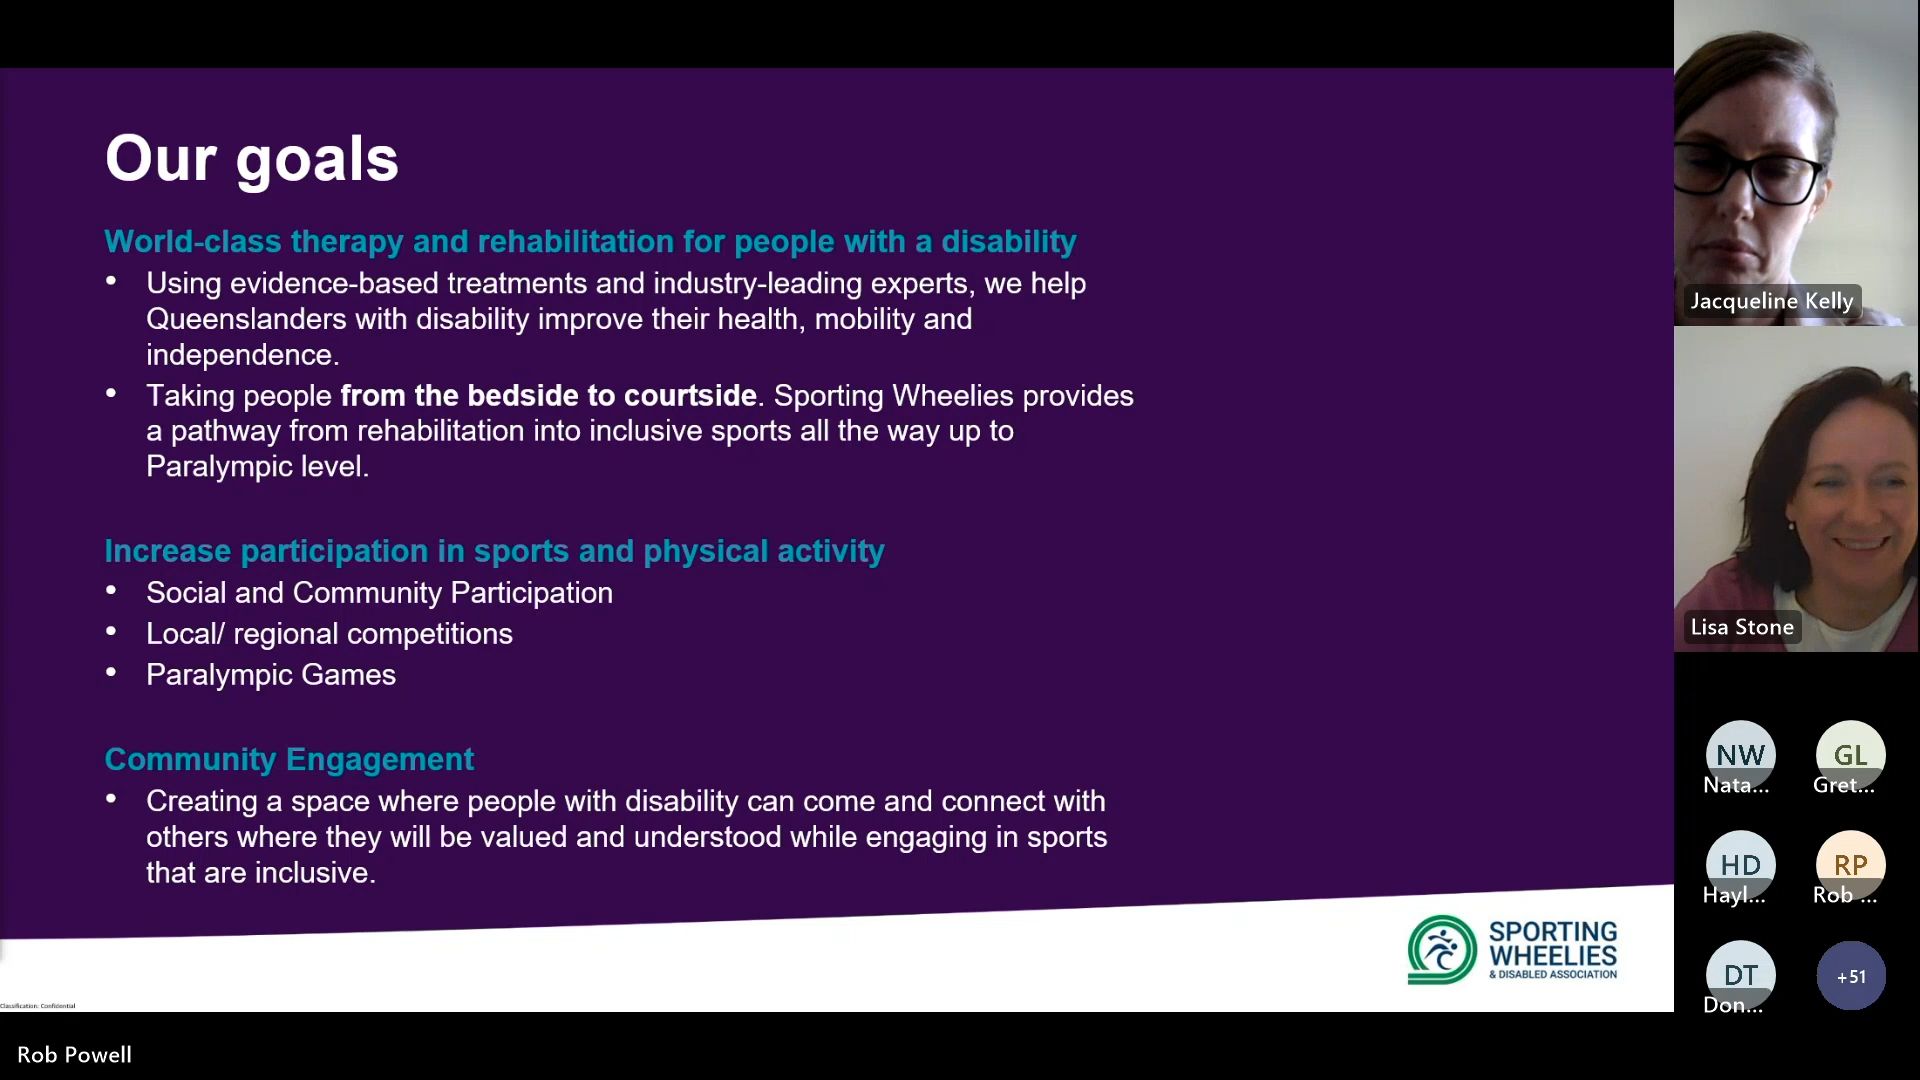 Our goals
World-class therapy and rehabilitation for people with a disability
• Using evidence-based treatments and industry-leading experts, we help
Queenslanders with disability improve their health, mobility and
independence.
• Taking people from the bedside to courtside. Sporting Wheelies provides
a pathway from rehabilitation into inclusive sports all the way up to
Paralympic level.
Increase participation in sports and physical activity
• Social and Community Participation
• Local/ regional competitions
• Paralympic Games
Community Engagement
• Creating a space where people with disability can come and connect with
others where they will be valued and understood while engaging in sports
that are inclusive.
SPORTING
WHEELIES
& DISABLED ASSOCIATION
Classification: Confidential
Rob Powell
Jacqueline Kelly
Lisa Stone
NW
Nata...
GL
Gret...
HD
Hayl...
RP
Rob ...
DT
Don...
+51